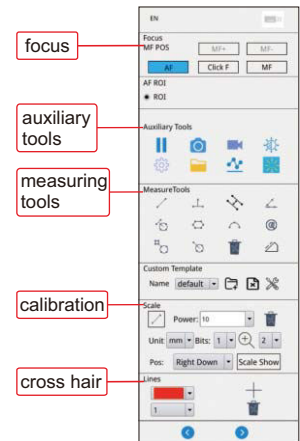 EN
Focus
focus
MF POS
MF+
MF-
AF
Click F
MF
AF ROI
ROI
auxiliary
tools
Auxiliary Tools
measuring
tools
MeasureTools
Custom Template
Name default
calibration
Scale
Power: 10
Unit mm Bits: 1 2
Pos: Right Down Scale Show
cross hair
Lines
1